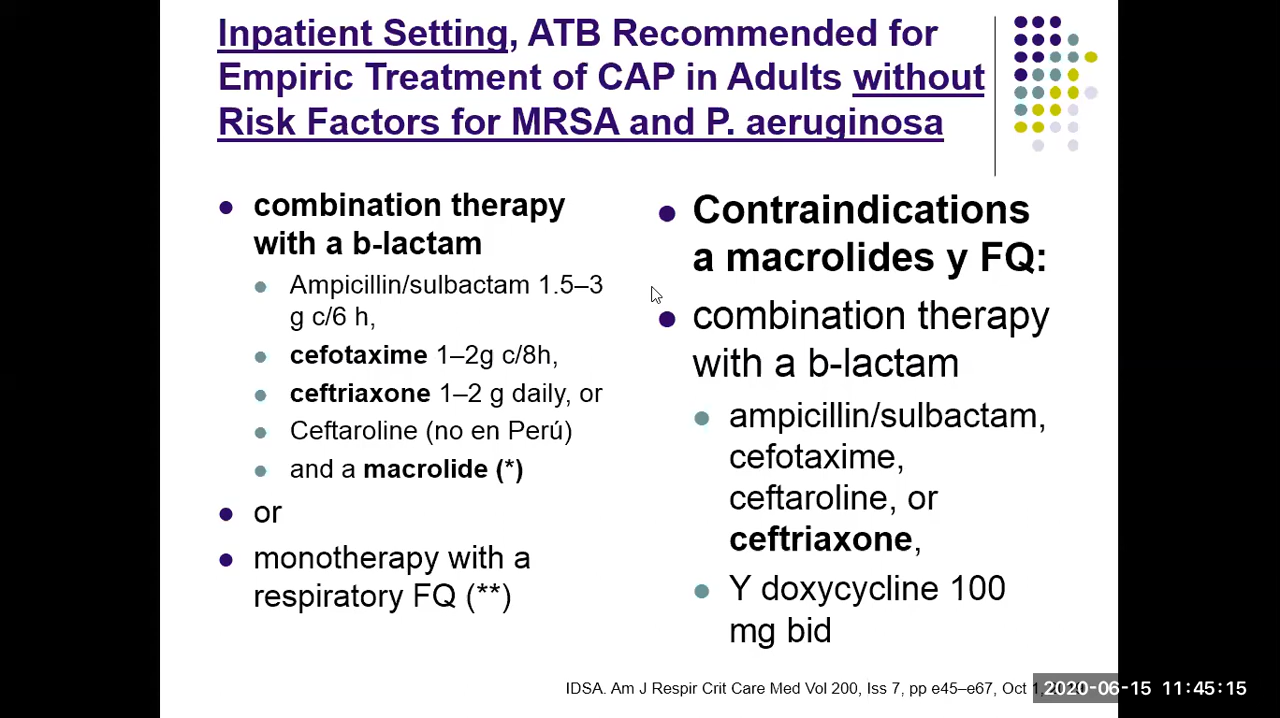 Inpatient Setting, ATB Recommended for
Empiric Treatment of CAP in Adults without
Risk Factors for MRSA and P. aeruginosa
combination therapy
with a b-lactam
Ampicillin/sulbactam 1.5–3
g c/6 h,
cefotaxime 1–2g c/8h,
ceftriaxone 1–2 g daily, or
Ceftaroline (no en Perú)
and a macrolide (*)
or
monotherapy with a
respiratory FQ (**)
Contraindications
a macrolides y FQ:
combination therapy
with a b-lactam
ampicillin/sulbactam,
cefotaxime,
ceftaroline, or
ceftriaxone,
Y doxycycline 100
mg bid
IDSA. Am J Respir Crit Care Med Vol 200, Iss 7, pp e45–e67, Oct 1,
2020-06-15 11:45:15